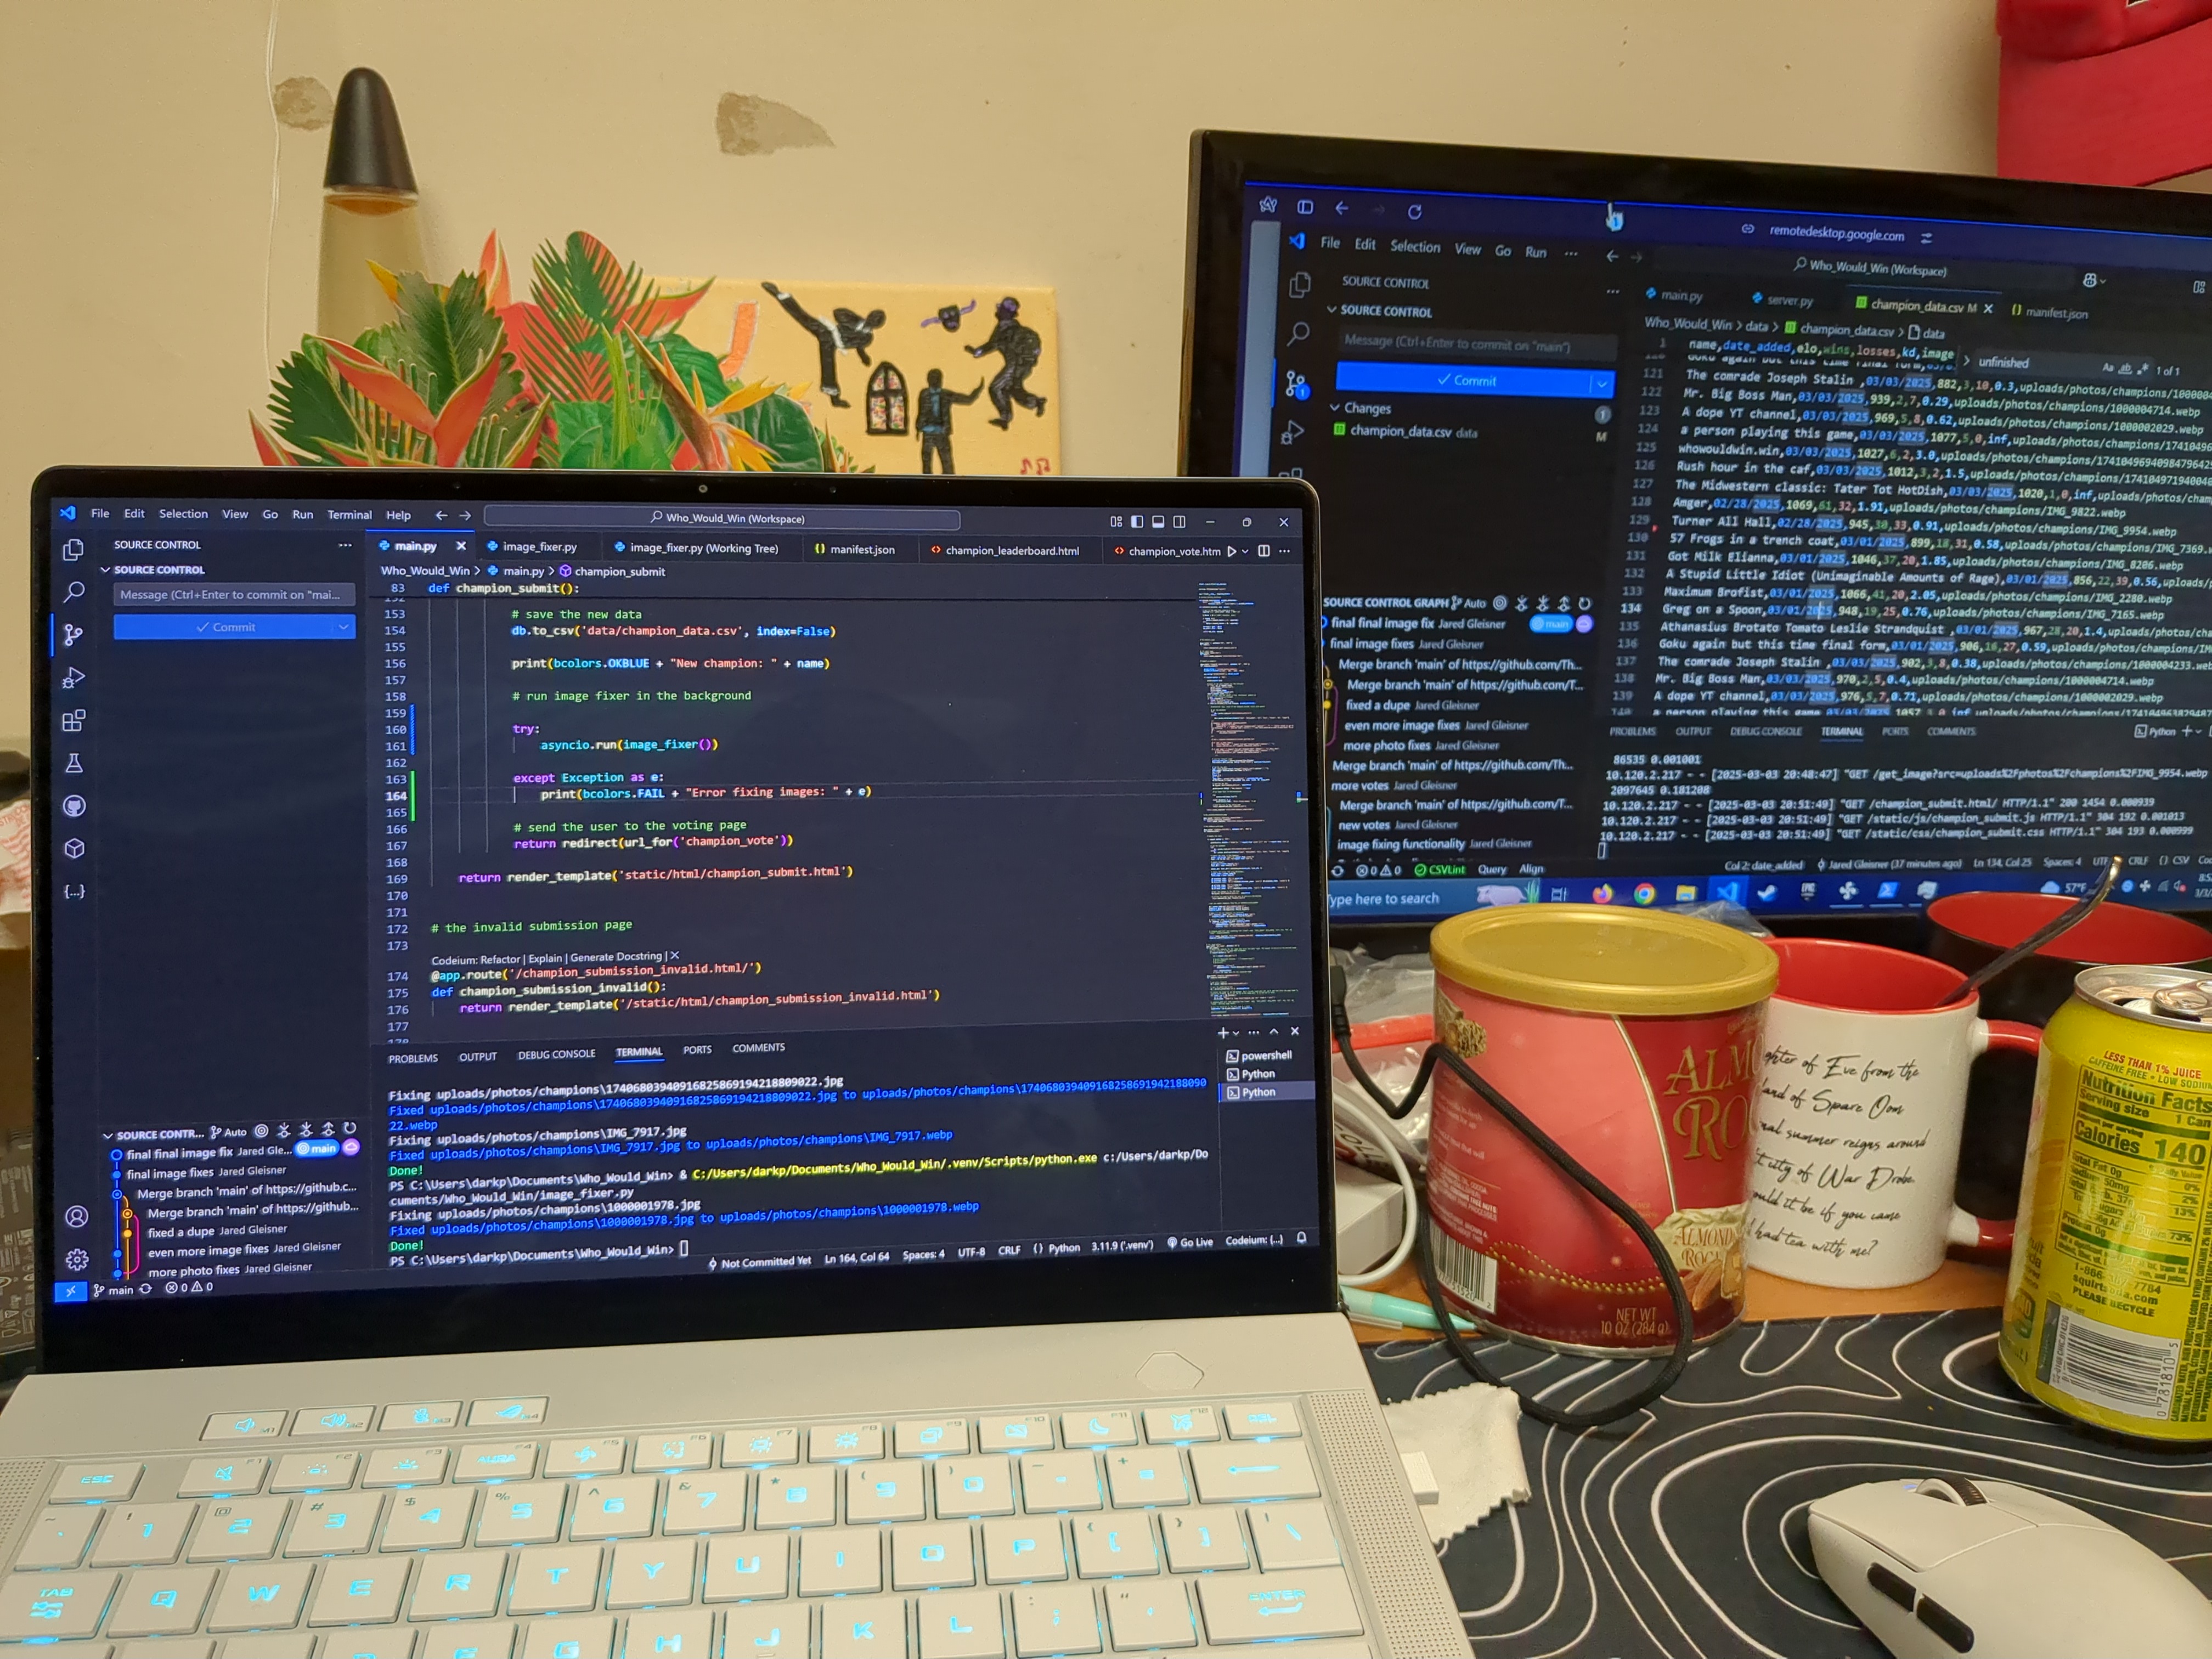 File Edit Selection View Go Run Terminal Help
Who_Would_Win (Workspace)
SOURCE CONTROL
SOURCE CONTROL
Message (Ctrl+Enter to commit on "mai...
Commit
main.py image_fixer.py image_fixer.py (Working Tree) manifest.json champion_leaderboard.html champion_vote.htm
Who_Would_Win > main.py > champion_submit
83 def champion_submit():
153 # save the new data
154 db.to_csv('data/champion_data.csv', index=False)
155
156 print(bcolors.OKBLUE + "New champion: " + name)
157
158 # run image fixer in the background
159
160 try:
161 asyncio.run(image_fixer())
162
163 except Exception as e:
164 print(bcolors.FAIL + "Error fixing images: " + e)
165
166 # send the user to the voting page
167 return redirect(url_for('champion_vote'))
168
169 return render_template('static/html/champion_submit.html')
170
171
172 # the invalid submission page
173
Codeium: Refactor | Explain | Generate Docstring | X
174 @app.route('/champion_submission_invalid.html/')
175 def champion_submission_invalid():
176 return render_template('/static/html/champion_submission_invalid.html')
177
PROBLEMS OUTPUT DEBUG CONSOLE TERMINAL PORTS COMMENTS
powershell
Python
Python
Fixing uploads/photos/champions\17406803940916825869194218809022.jpg
Fixed uploads/photos/champions\17406803940916825869194218809022.jpg to uploads/photos/champions\174068039409168258691942188090
22.webp
Fixing uploads/photos/champions\IMG_7917.jpg
Fixed uploads/photos/champions\IMG_7917.jpg to uploads/photos/champions\IMG_7917.webp
Done!
PS C:\Users\darkp\Documents\Who_Would_Win> & C:/Users/darkp/Documents/Who_Would_Win/.venv/Scripts/python.exe c:/Users/darkp/Do
cuments/Who_Would_Win/image_fixer.py
Fixing uploads/photos/champions\1000001978.jpg
Fixed uploads/photos/champions\1000001978.jpg to uploads/photos/champions\1000001978.webp
Done!
PS C:\Users\darkp\Documents\Who_Would_Win>
SOURCE CONTR... Auto
final final image fix Jared Gle... main
final image fixes Jared Gleisner
Merge branch 'main' of https://github.c...
Merge branch 'main' of https://github...
fixed a dupe Jared Gleisner
even more image fixes Jared Gleisner
more photo fixes Jared Gleisner
main 0 0
Not Committed Yet Ln 164, Col 64 Spaces: 4 UTF-8 CRLF {} Python 3.11.9 ('.venv') Go Live Codeium: {...}
remotedesktop.google.com
File Edit Selection View Go Run ...
Who_Would_Win (Workspace)
SOURCE CONTROL
SOURCE CONTROL
Message (Ctrl+Enter to commit on "main")
Commit
Changes 1
champion_data.csv data M
main.py server.py champion_data.csv M manifest.json
Who_Would_Win > data > champion_data.csv > data
1 name,date_added,elo,wins,losses,kd,image
unfinished
1 of 1
121 The comrade Joseph Stalin ,03/03/2025,882,3,10,0.3,uploads/photos/champions/
122 Mr. Big Boss Man,03/03/2025,939,2,7,0.29,uploads/photos/champions/1000004714.webp
123 A dope YT channel,03/03/2025,969,5,8,0.62,uploads/photos/champions/1000002029.webp
124 a person playing this game,03/03/2025,1077,5,0,inf,uploads/photos/champions/
125 whowouldwin.win,03/03/2025,1027,6,2,3.0,uploads/photos/champions/
126 Rush hour in the caf,03/03/2025,1012,3,2,1.5,uploads/photos/champions/
127 The Midwestern classic: Tater Tot HotDish,03/03/2025,1020,1,0,inf,uploads/photos/
128 Anger,02/28/2025,1069,61,32,1.91,uploads/photos/champions/IMG_9822.webp
129 Turner All Hall,02/28/2025,945,30,33,0.91,uploads/photos/champions/IMG_9954.webp
130 57 Frogs in a trench coat,03/01/2025,899,18,31,0.58,uploads/photos/champions/IMG_7369.
131 Got Milk Elianna,03/01/2025,1046,37,20,1.85,uploads/photos/champions/IMG_8206.webp
132 A Stupid Little Idiot (Unimaginable Amounts of Rage),03/01/2025,856,22,39,0.56,
133 Maximum Brofist,03/01/2025,1066,41,20,2.05,uploads/photos/champions/IMG_2280.webp
134 Greg on a Spoon,03/01/2025,948,19,25,0.76,uploads/photos/champions/IMG_7165.webp
135 Athanasius Brotato Tomato Leslie Strandquist ,03/01/2025,967,28,20,1.4,uploads/photos/
136 Goku again but this time final form,03/01/2025,906,16,27,0.59,uploads/photos/champions/
137 The comrade Joseph Stalin ,03/03/2025,902,3,8,0.38,uploads/photos/champions/1000004233.webp
138 Mr. Big Boss Man,03/03/2025,970,2,5,0.4,uploads/photos/champions/1000004714.webp
139 A dope YT channel,03/03/2025,976,5,7,0.71,uploads/photos/champions/1000002029.webp
SOURCE CONTROL GRAPH Auto
final final image fix Jared Gleisner main
final image fixes Jared Gleisner
Merge branch 'main' of https://github.com/Th...
Merge branch 'main' of https://github.com/T...
fixed a dupe Jared Gleisner
even more image fixes Jared Gleisner
more photo fixes Jared Gleisner
Merge branch 'main' of https://github.com/Th...
more votes Jared Gleisner
Merge branch 'main' of https://github.com/Th...
new votes Jared Gleisner
image fixing functionality Jared Gleisner
PROBLEMS OUTPUT DEBUG CONSOLE TERMINAL PORTS COMMENTS
Python
86535 0.001001
10.120.2.217 - - [2025-03-03 20:48:47] "GET /get_image?src=uploads%2Fphotos%2Fchampions%2FIMG_9954.webp
2097645 0.181208
10.120.2.217 - - [2025-03-03 20:51:49] "GET /champion_submit.html/ HTTP/1.1" 200 1454 0.000939
10.120.2.217 - - [2025-03-03 20:51:49] "GET /static/js/champion_submit.js HTTP/1.1" 304 192 0.001013
10.120.2.217 - - [2025-03-03 20:51:49] "GET /static/css/champion_submit.css HTTP/1.1" 304 193 0.000999
0 0 CSVLint Query Align
Col 2: date_added Jared Gleisner (37 minutes ago) Ln 134, Col 25 Spaces: 4 CRLF {} CSV
Type here to search
57°F
ALMO
RO
ALMOND
ROCA
NET WT
10 OZ (284 g)
ghter of Eve from the
land of Spare Oom
nal summer reigns around
t city of War Drobe
ould it be if you came
d had tea with me?
LESS THAN 1% JUICE
CAFFEINE FREE • LOW SODIUM
Nutrition Facts
Serving size
1 Can
Calories 140
Total Fat 0g 0%
squirtsoda.com
PLEASE RECYCLE
ESC
F1 F2 F3 F4 F5 F6 F7 F8 F9 F10 F11 F12 DEL
AURA
1 2 3 4 5 6 7 8 9 0
TAB Q W E R T Y U I O P [ ] \
G H J K L ENTER